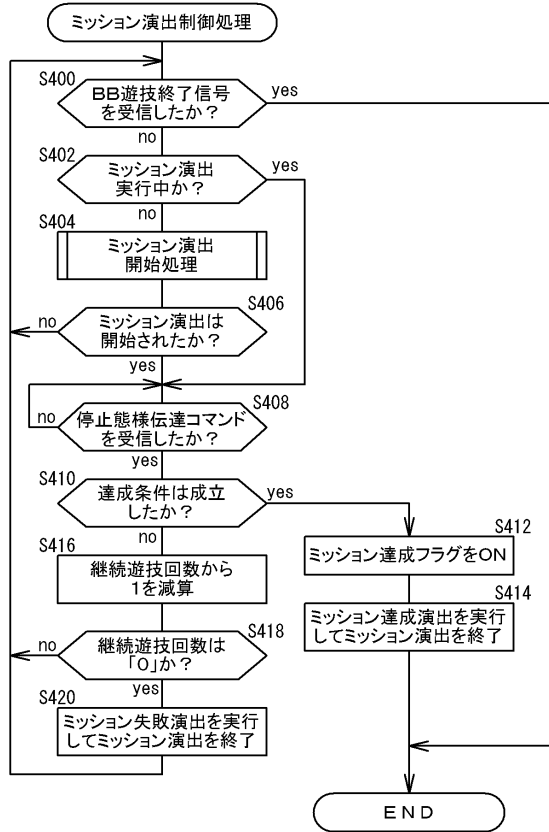 ミッション演出制御処理
S400
BB遊技終了信号
を受信したか？
yes
no
S402
ミッション演出
実行中か？
yes
no
S404
ミッション演出
開始処理
S406
ミッション演出は
開始されたか？
no
yes
S408
停止態様伝達コマンド
を受信したか？
no
yes
S410
達成条件は成立
したか？
yes
no
S412
ミッション達成フラグをON
S414
ミッション達成演出を実行
してミッション演出を終了
S416
継続遊技回数から
1を減算
S418
継続遊技回数は
「0」か？
no
yes
S420
ミッション失敗演出を実行
してミッション演出を終了
END